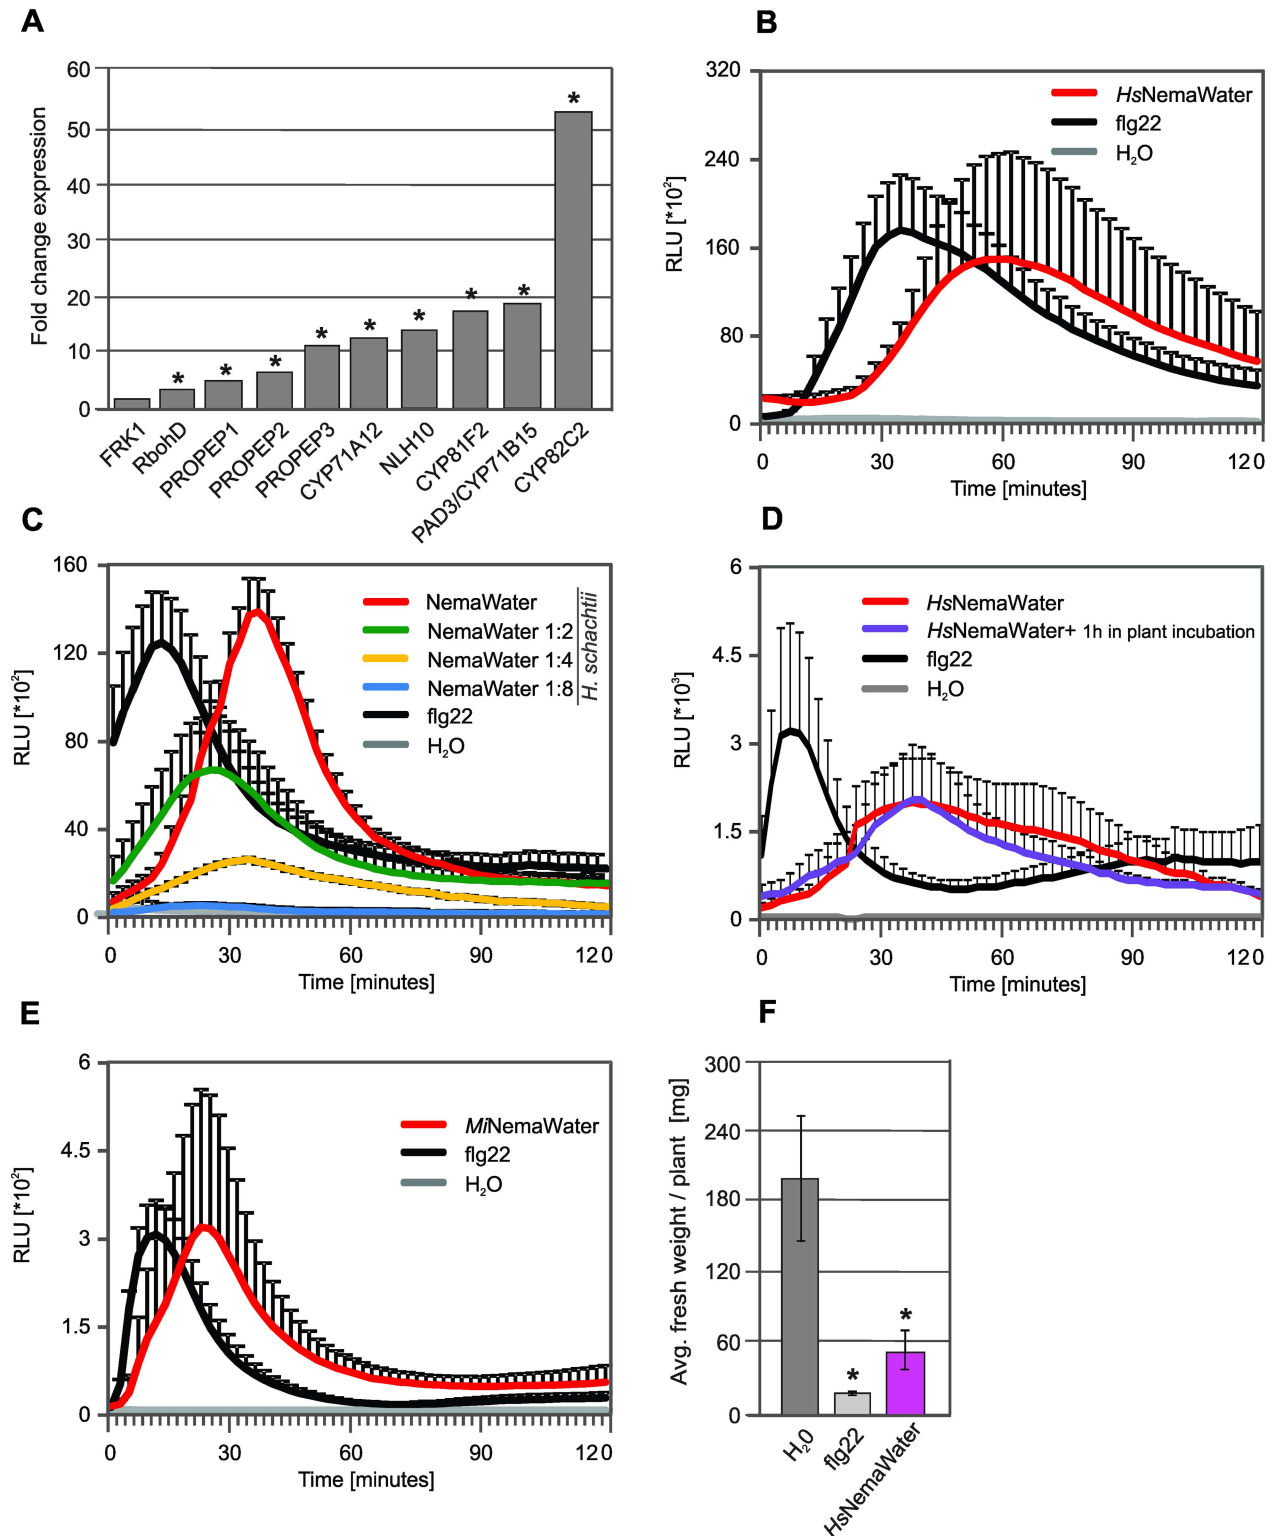 A
Fold change expression
60
50
40
30
20
10
0
*
*
*
*
*
*
*
*
*
FRK1
RbohD
PROPEP1
PROPEP2
PROPEP3
CYP71A12
NLH10
CYP81F2
PAD3/CYP71B15
CYP82C2
B
RLU [*10²]
320
240
160
80
0
HsNemaWater
flg22
H₂O
0 30 60 90 120
Time [minutes]
C
RLU [*10²]
160
120
80
40
0
NemaWater
NemaWater 1:2
NemaWater 1:4
NemaWater 1:8
H. schachtii
flg22
H₂O
0 30 60 90 120
Time [minutes]
D
RLU [*10³]
6
4.5
3
1.5
0
HsNemaWater
HsNemaWater+ 1h in plant incubation
flg22
H₂O
0 30 60 90 120
Time [minutes]
E
RLU [*10²]
6
4.5
3
1.5
0
MiNemaWater
flg22
H₂O
0 30 60 90 120
Time [minutes]
F
Avg. fresh weight / plant [mg]
300
240
180
120
60
0
*
*
H₂0
flg22
HsNemaWater